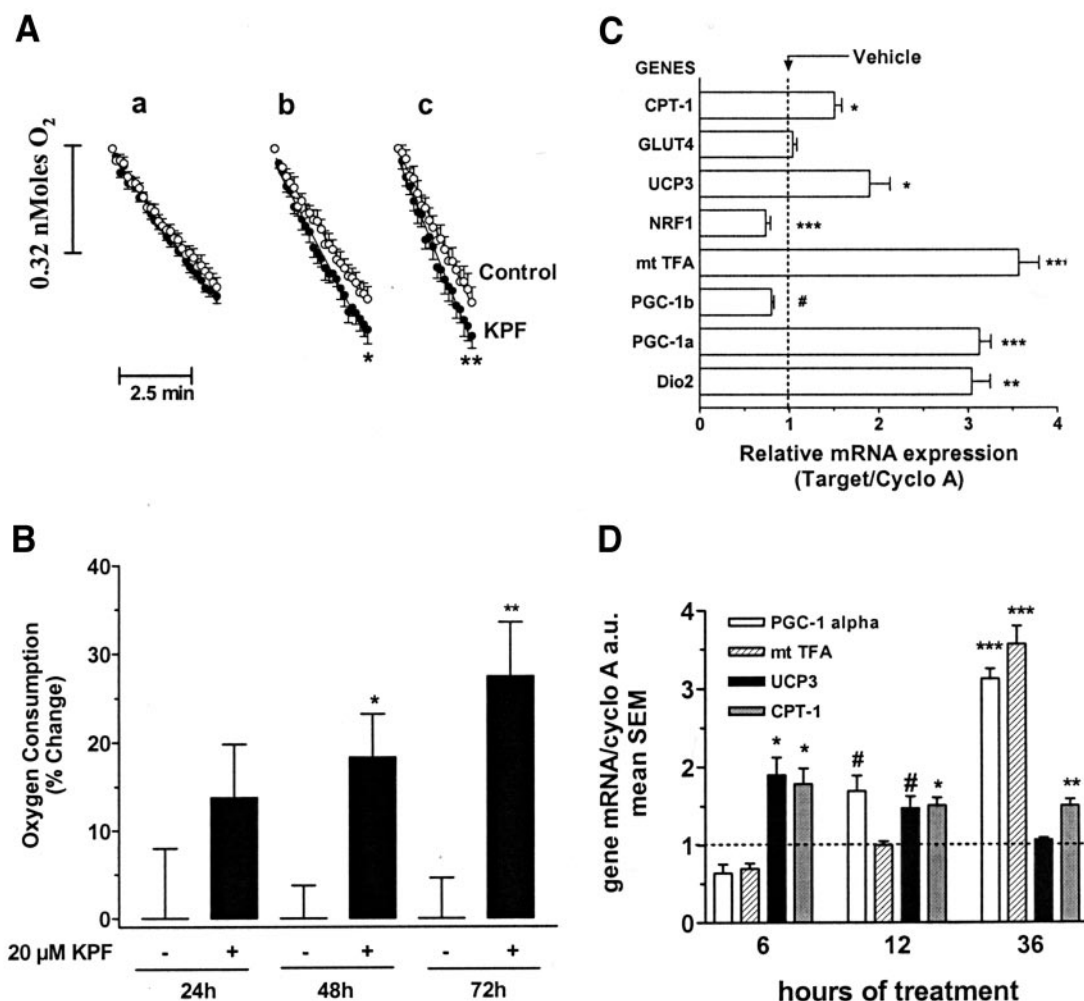 A
a
b
c
0.32 nMoles O2
Control
KPF
*
**
2.5 min
C
GENES
Vehicle
CPT-1
*
GLUT4
UCP3
*
NRF1
***
mt TFA
***
PGC-1b
#
PGC-1a
***
Dio2
**
0 1 2 3 4
Relative mRNA expression
(Target/Cyclo A)
B
Oxygen Consumption
(% Change)
40
30
20
10
0
*
**
20 µM KPF - + - + - +
24h 48h 72h
D
gene mRNA/cyclo A a.u.
mean SEM
4
3
2
1
0
PGC-1 alpha
mt TFA
UCP3
CPT-1
* *
# # *
*** *** **
6 12 36
hours of treatment